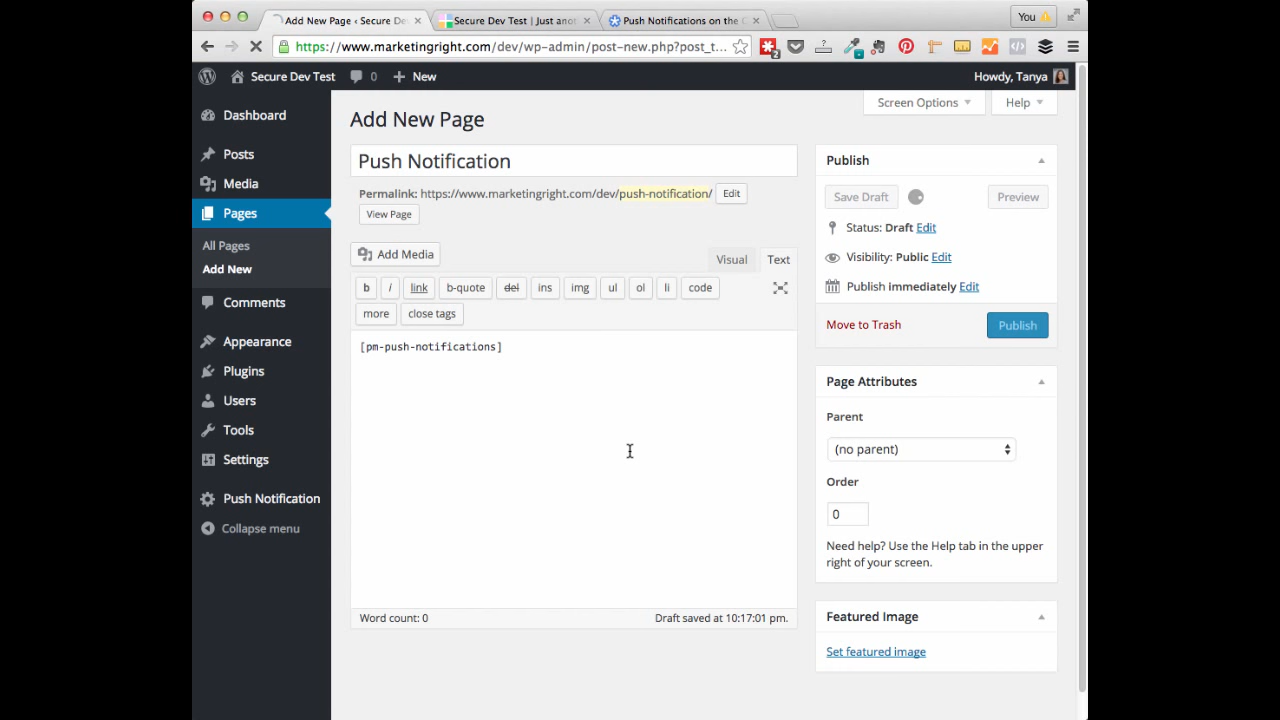 Add New Page ‹ Secure De
Secure Dev Test | Just ano
Push Notifications on the
You
https://www.marketingright.com/dev/wp-admin/post-new.php?post_t...
2
Secure Dev Test
0
New
Howdy, Tanya
Screen Options
Help
Dashboard
Posts
Media
Pages
All Pages
Add New
Comments
Appearance
Plugins
Users
Tools
Settings
Push Notification
Collapse menu
Add New Page
Push Notification
Permalink: https://www.marketingright.com/dev/push-notification/ Edit
View Page
Add Media
Visual
Text
b i link b-quote del ins img ul ol li code
more close tags
[pm-push-notifications]
Word count: 0
Draft saved at 10:17:01 pm.
Publish
Save Draft
Preview
Status: Draft Edit
Visibility: Public Edit
Publish immediately Edit
Move to Trash
Publish
Page Attributes
Parent
(no parent)
Order
0
Need help? Use the Help tab in the upper
right of your screen.
Featured Image
Set featured image